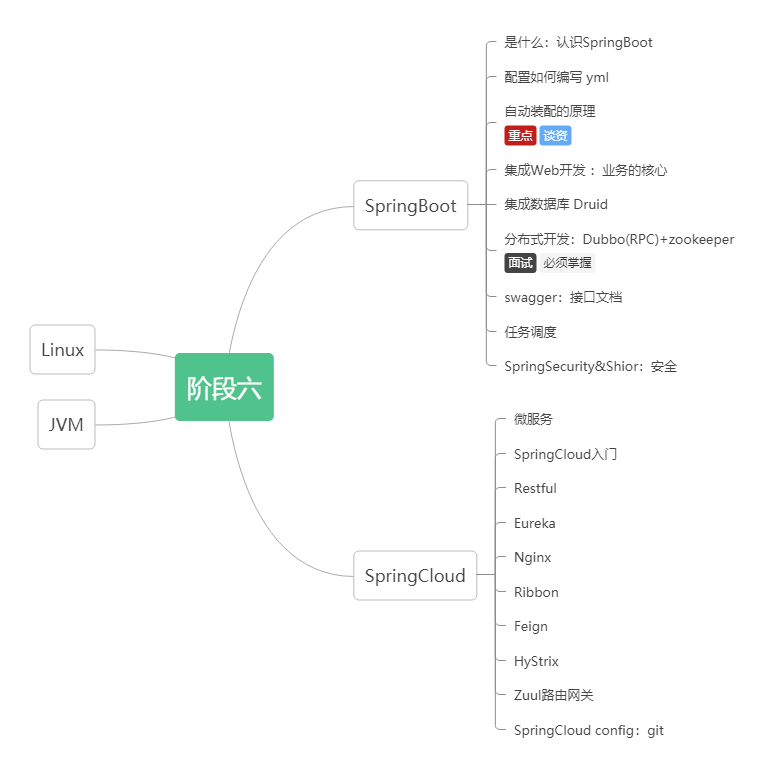 阶段六
Linux
JVM
SpringBoot
是什么：认识SpringBoot
配置如何编写 yml
自动装配的原理
重点 谈资
集成Web开发 ：业务的核心
集成数据库 Druid
分布式开发：Dubbo(RPC)+zookeeper
面试 必须掌握
swagger：接口文档
任务调度
SpringSecurity&Shior：安全
SpringCloud
微服务
SpringCloud入门
Restful
Eureka
Nginx
Ribbon
Feign
HyStrix
Zuul路由网关
SpringCloud config：git